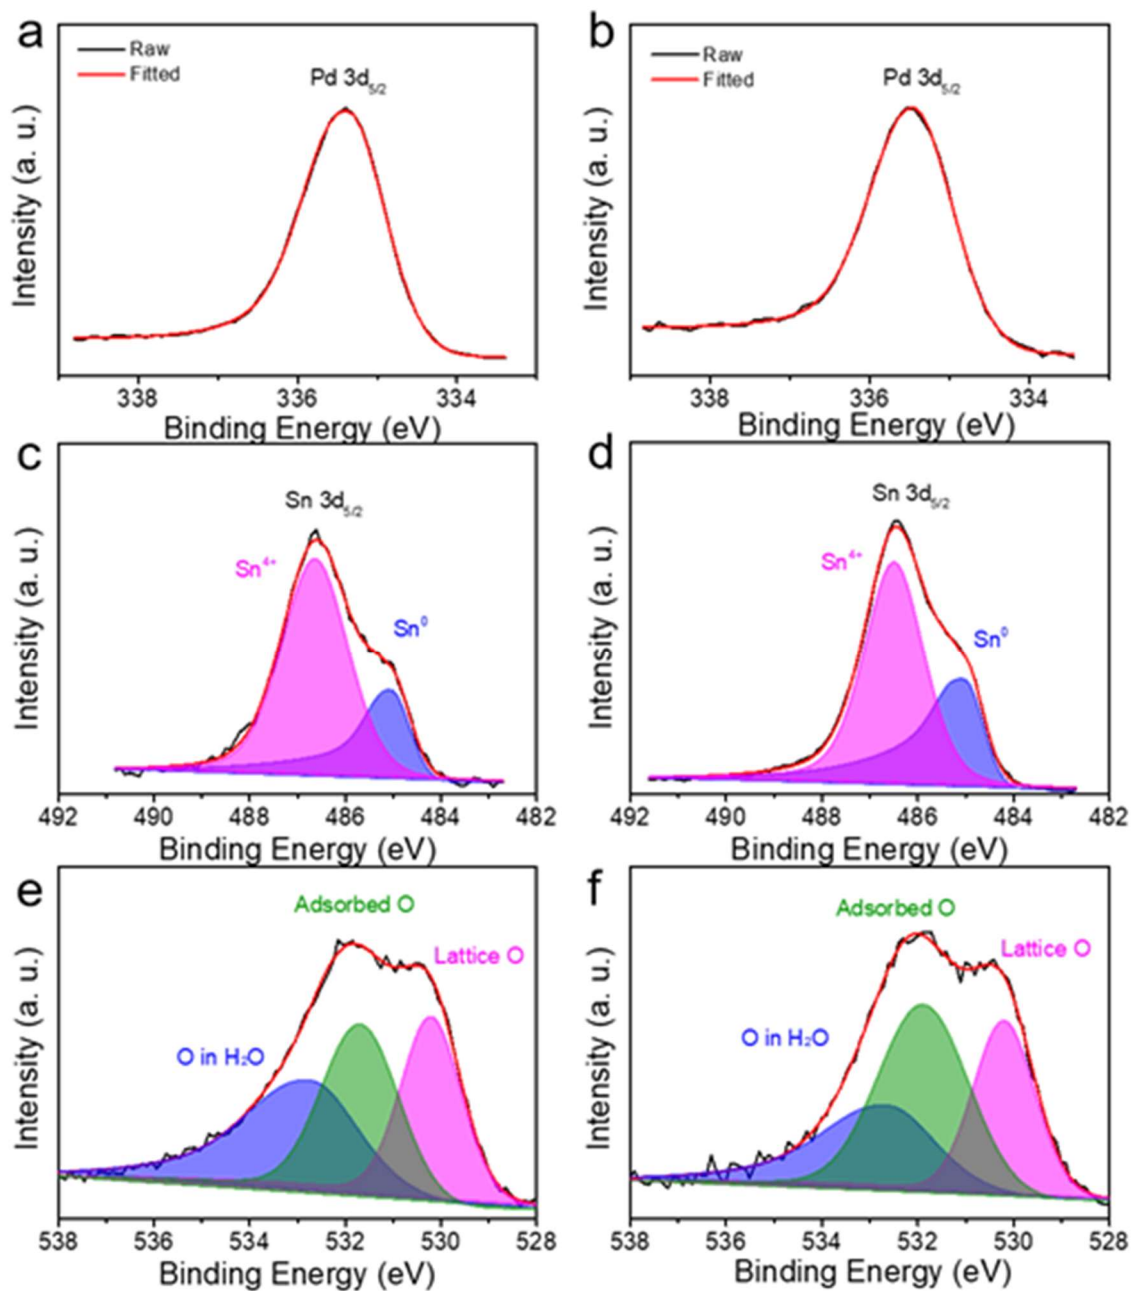 a
Raw
Fitted
Pd 3d5/2
Intensity (a. u.)
338 336 334
Binding Energy (eV)
b
Raw
Fitted
Pd 3d5/2
Intensity (a. u.)
338 336 334
Binding Energy (eV)
c
Sn 3d5/2
Sn4+
Sn0
Intensity (a. u.)
492 490 488 486 484 482
Binding Energy (eV)
d
Sn 3d5/2
Sn4+
Sn0
Intensity (a. u.)
492 490 488 486 484 482
Binding Energy (eV)
e
Adsorbed O
Lattice O
O in H2O
Intensity (a. u.)
538 536 534 532 530 528
Binding Energy (eV)
f
Adsorbed O
Lattice O
O in H2O
Intensity (a. u.)
538 536 534 532 530 528
Binding Energy (eV)